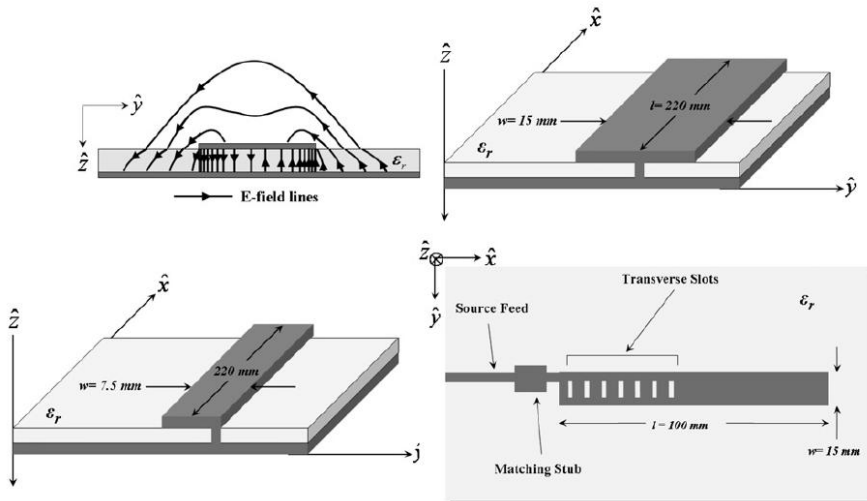 ŷ
ẑ
εr
E-field lines
x̂
ẑ
l= 220 mm
w= 15 mm
εr
ŷ
x̂
ẑ
220 mm
w= 7.5 mm
εr
j
ẑ x̂
ŷ
Transverse Slots
εr
Source Feed
l = 100 mm
w= 15 mm
Matching Stub